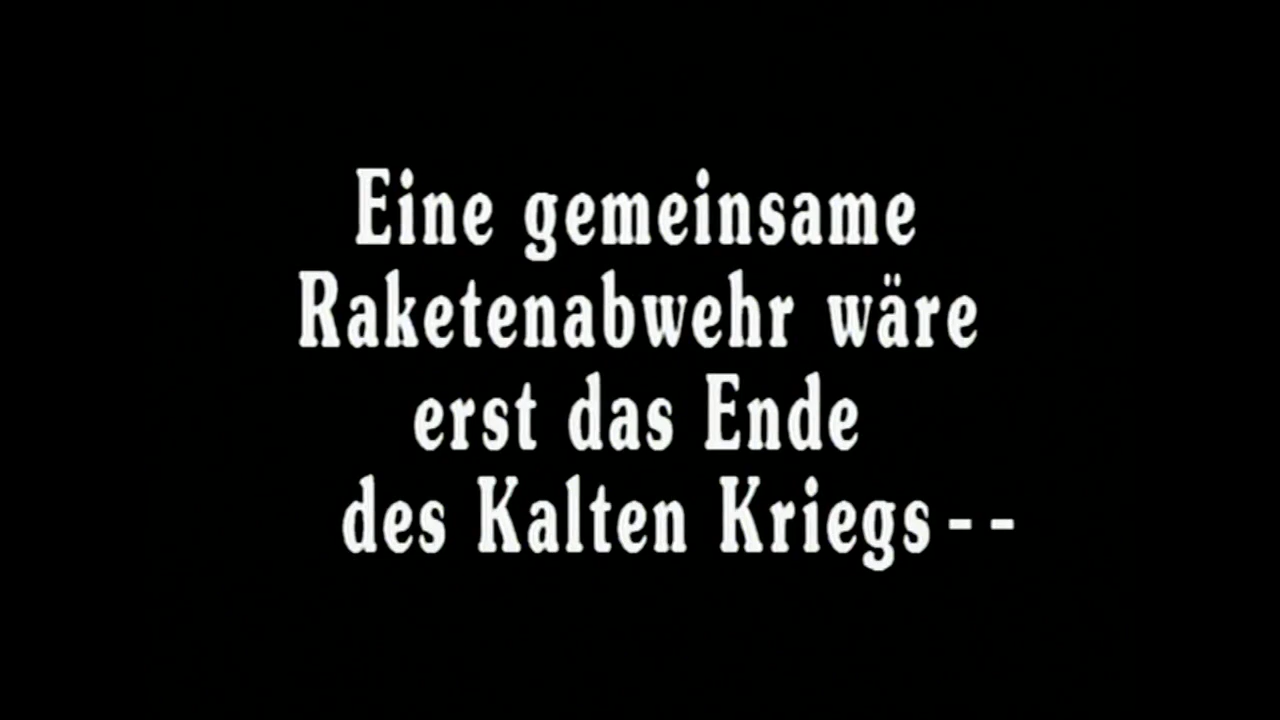 Eine gemeinsame
Raketenabwehr wäre
erst das Ende
des Kalten Kriegs--